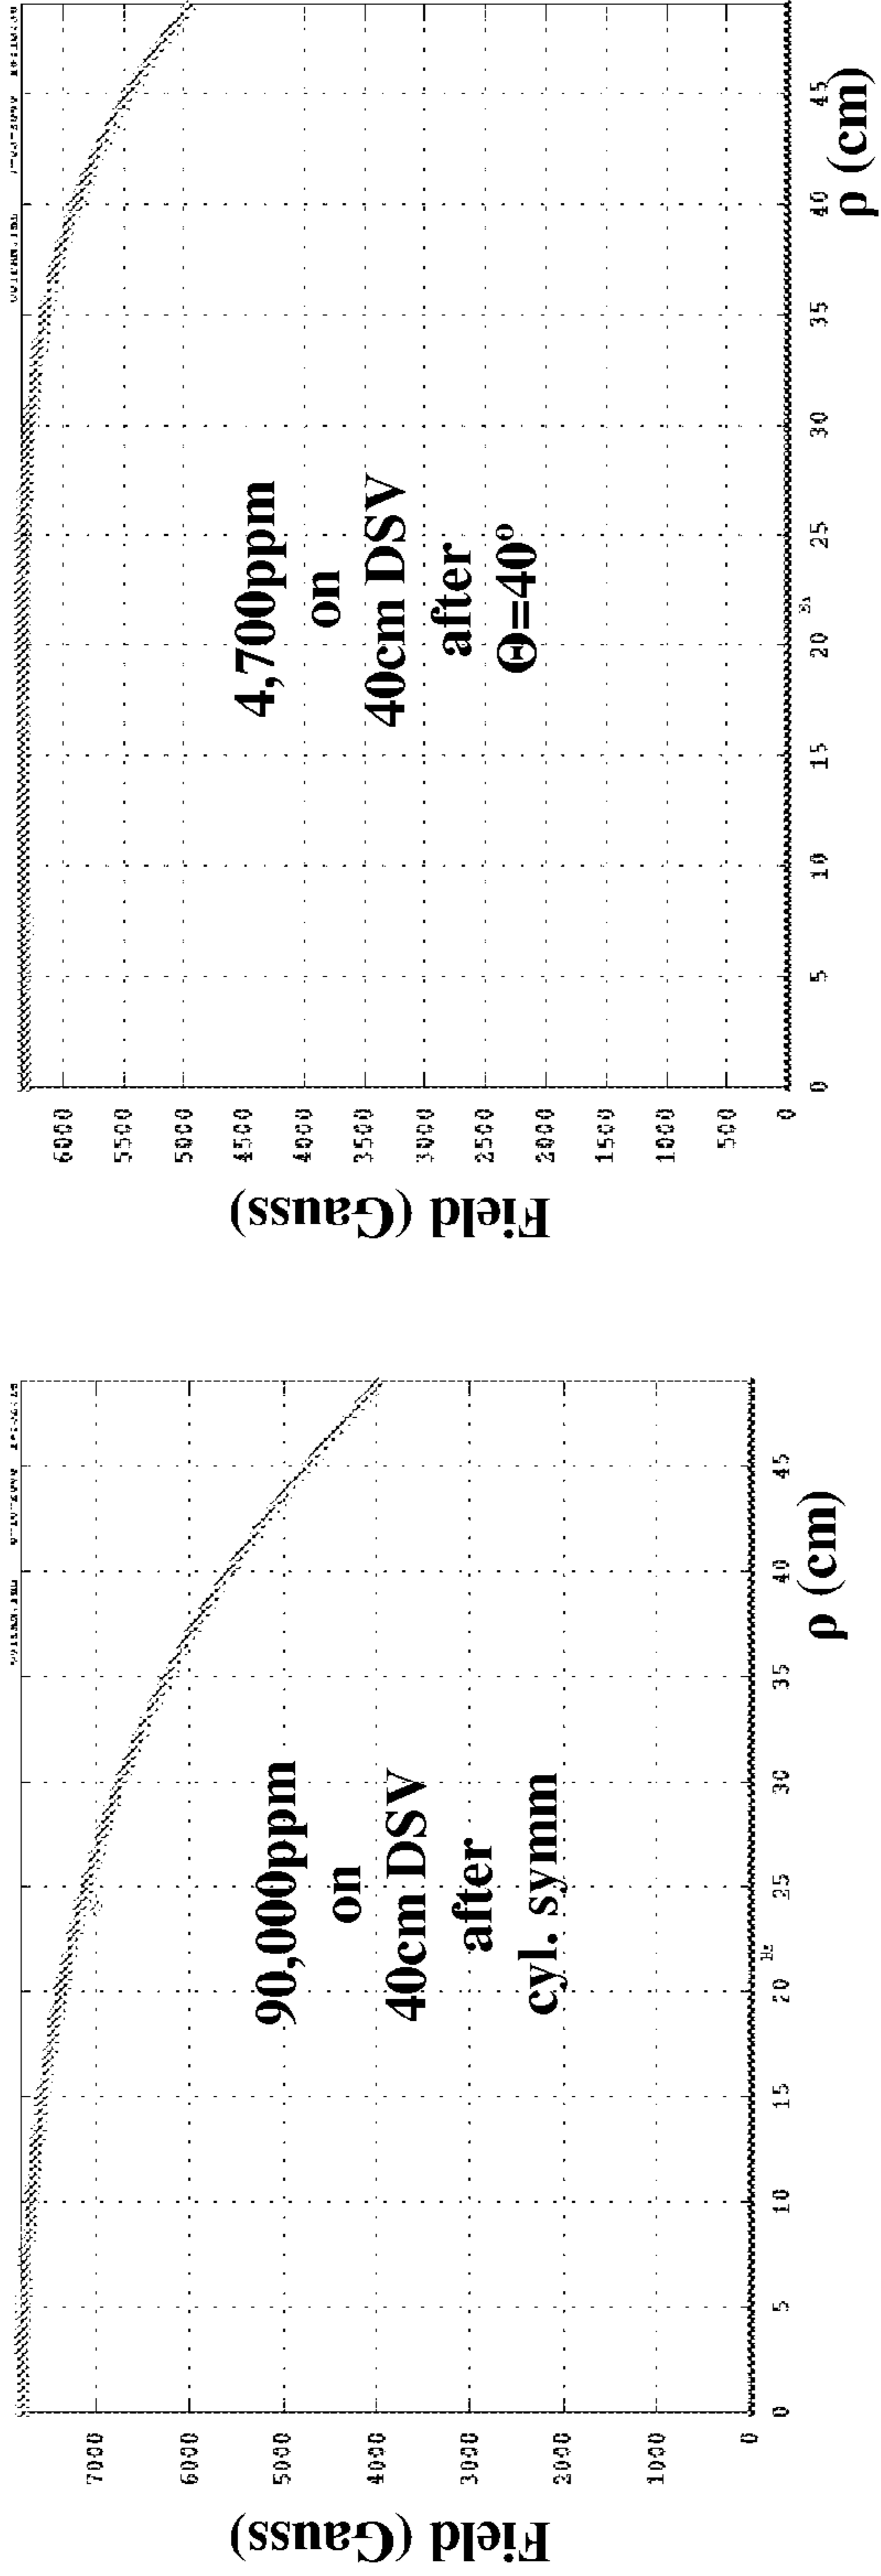 Field (Gauss)
7000
6000
5000
4000
3000
2000
1000
0
90,000ppm
on
40cm DSV
after
cyl. symm
0
5
10
15
20
25
30
35
40
45
ρ (cm)
Field (Gauss)
6000
5500
5000
4500
4000
3500
3000
2500
2000
1500
1000
500
0
4,700ppm
on
40cm DSV
after
Θ=40°
0
5
10
15
20
25
30
35
40
45
ρ (cm)